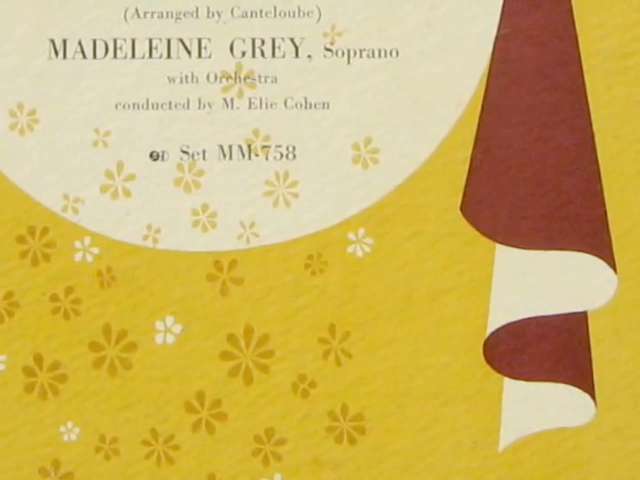 (Arranged by Canteloube)
MADELEINE GREY, Soprano
with Orchestra
conducted by M. Elie Cohen
Set MM-758